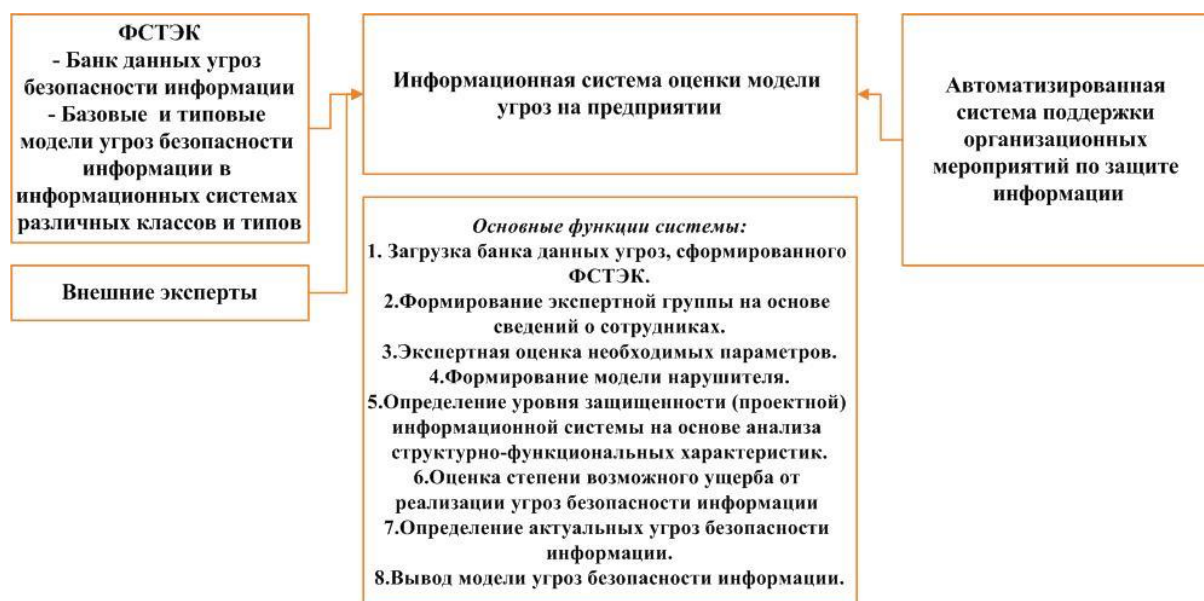 ФСТЭК
- Банк данных угроз
безопасности информации
- Базовые и типовые
модели угроз безопасности
информации в
информационных системах
различных классов и типов
Внешние эксперты
Информационная система оценки модели
угроз на предприятии
Основные функции системы:
1. Загрузка банка данных угроз, сформированного
ФСТЭК.
2.Формирование экспертной группы на основе
сведений о сотрудниках.
3.Экспертная оценка необходимых параметров.
4.Формирование модели нарушителя.
5.Определение уровня защищенности (проектной)
информационной системы на основе анализа
структурно-функциональных характеристик.
6.Оценка степени возможного ущерба от
реализации угроз безопасности информации
7.Определение актуальных угроз безопасности
информации.
8.Вывод модели угроз безопасности информации.
Автоматизированная
система поддержки
организационных
мероприятий по защите
информации